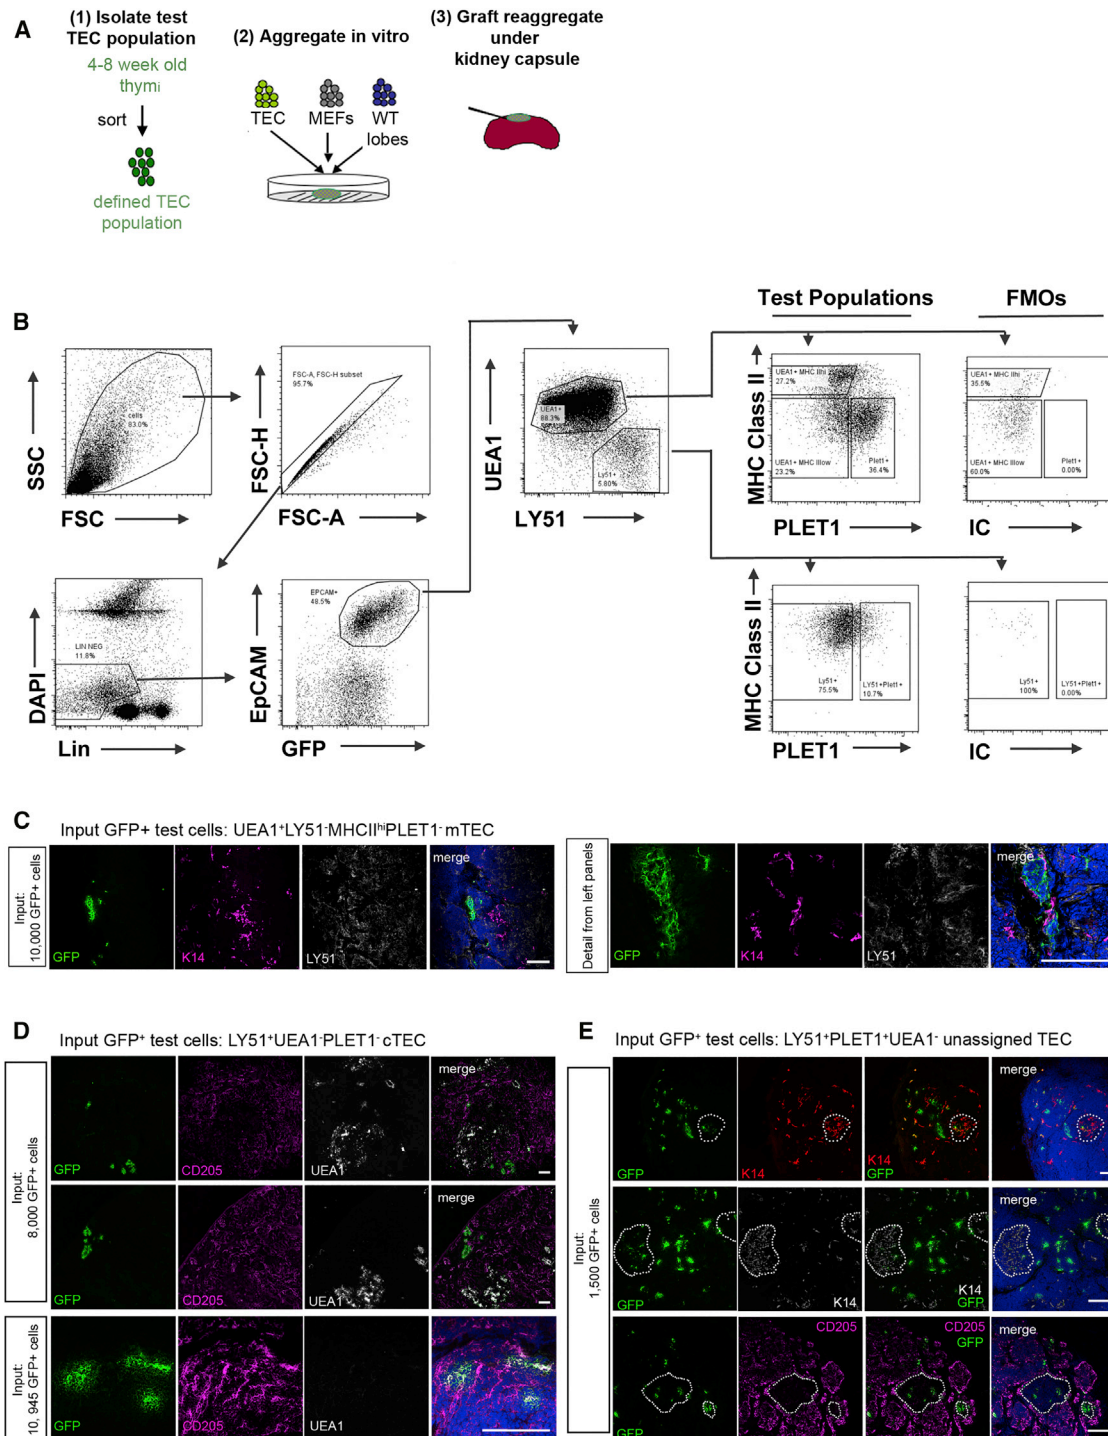 A
(1) Isolate test
TEC population
4-8 week old
thymi
sort
defined TEC
population
(2) Aggregate in vitro
TEC
MEFs
WT
lobes
(3) Graft reaggregate
under
kidney capsule
B
Test Populations
FMOs
SSC
cells
83.0%
FSC
FSC-H
FSC-A, FSC-H subset
95.7%
FSC-A
UEA1
UEA1+
88.3%
Ly51+
5.80%
LY51
MHC Class II
UEA1+ MHC IIhi
27.2%
UEA1+ MHC IIlow
23.2%
Plet1+
36.4%
PLET1
UEA1+ MHC IIhi
35.5%
UEA1+ MHC IIlow
60.0%
Plet1+
0.00%
IC
DAPI
LIN NEG
11.8%
Lin
EpCAM
EPCAM+
48.5%
GFP
MHC Class II
Ly51+
75.5%
LY51+Plet1+
10.7%
PLET1
Ly51+
100%
LY51+Plet1+
0.00%
IC
C
Input GFP+ test cells: UEA1⁺LY51⁻MHCIIʰⁱPLET1⁻ mTEC
Input:
10,000 GFP+ cells
GFP
K14
LY51
merge
Detail from left panels
GFP
K14
LY51
merge
D
Input GFP⁺ test cells: LY51⁺UEA1⁻PLET1⁻ cTEC
Input:
8,000 GFP+ cells
GFP
CD205
UEA1
merge
GFP
CD205
UEA1
merge
Input:
10, 945 GFP+ cells
GFP
CD205
UEA1
E
Input GFP⁺ test cells: LY51⁺PLET1⁺UEA1⁻ unassigned TEC
Input:
1,500 GFP+ cells
GFP
K14
K14
GFP
merge
GFP
K14
K14
GFP
merge
GFP
CD205
CD205
GFP
merge